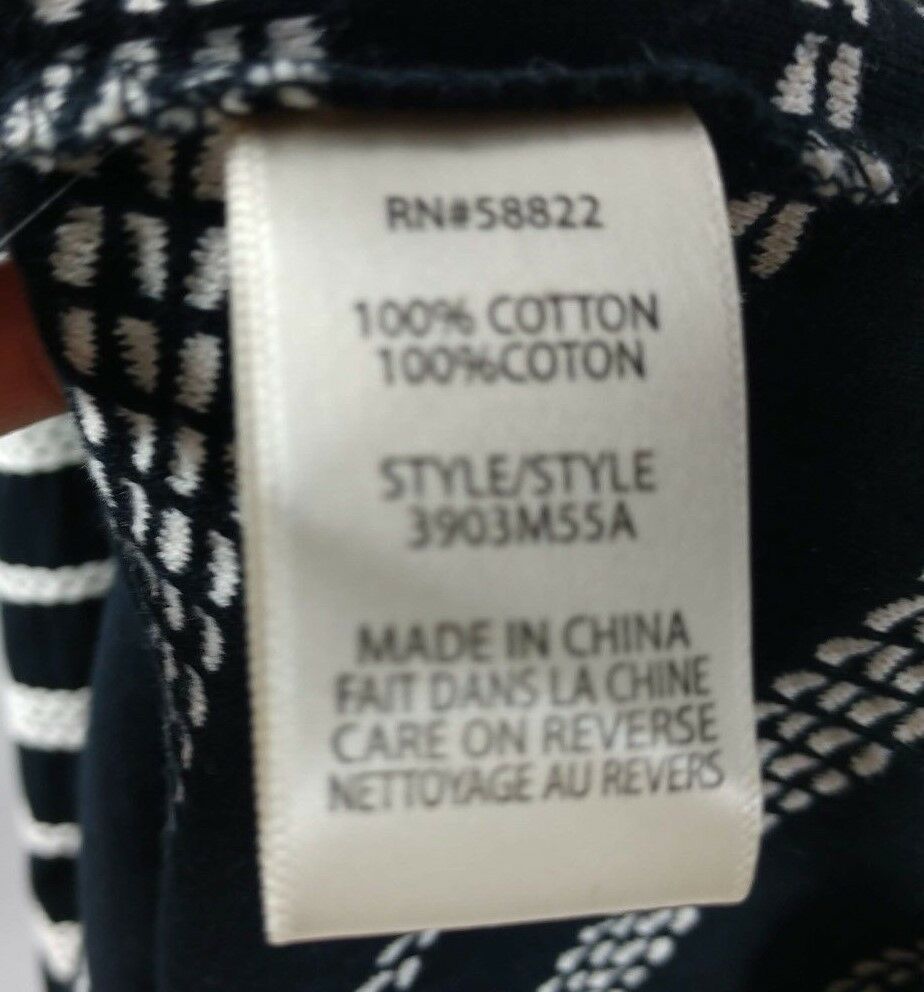 RN#58822
100% COTTON
100%COTON
STYLE/STYLE
3903M55A
MADE IN CHINA
FAIT DANS LA CHINE
CARE ON REVERSE
NETTOYAGE AU REVERS